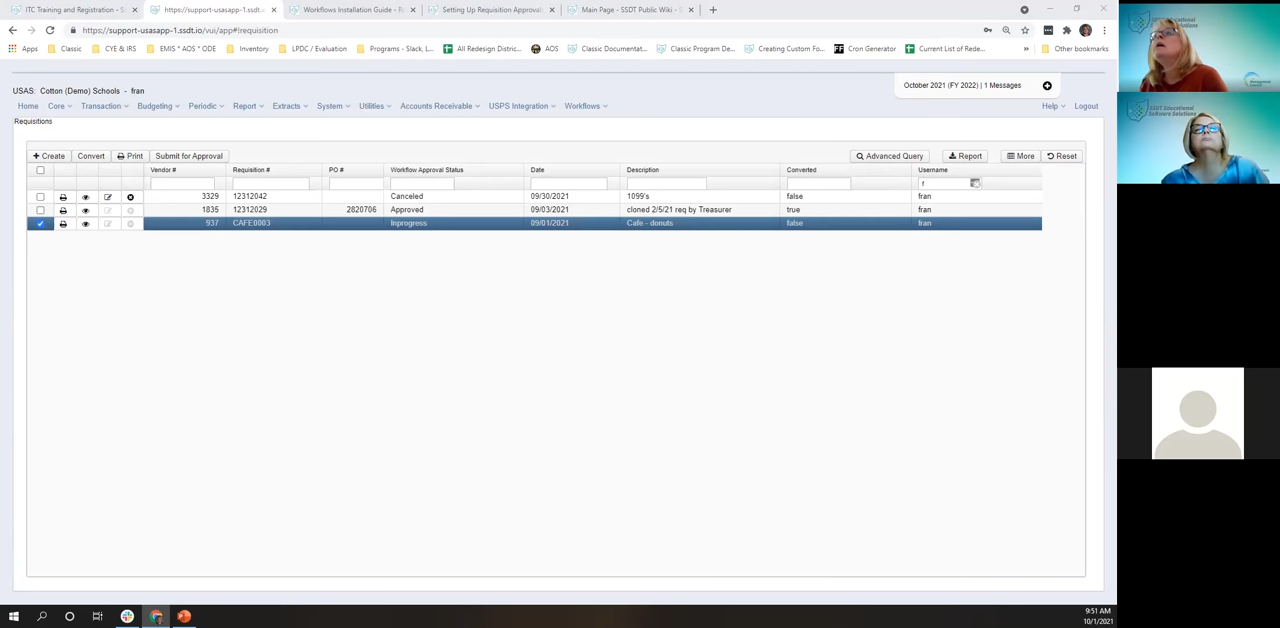 ITC Training and Registration - S
https://support-usasapp-1.ssdt.
Workflows Installation Guide - R
Setting Up Requisition Approval
Main Page - SSDT Public Wiki - S
https://support-usasapp-1.ssdt.io/vui/app#!requisition
Apps
Classic
CYE & IRS
EMIS * AOS * ODE
Inventory
LPDC / Evaluation
Programs - Slack, L...
All Redesign Distric...
AOS
Classic Documentat...
Classic Program De...
Creating Custom Fo...
Cron Generator
Current List of Rede...
»
Other bookmarks
USAS: Cotton (Demo) Schools - fran
October 2021 (FY 2022) | 1 Messages
Home Core Transaction Budgeting Periodic Report Extracts System Utilities Accounts Receivable USPS Integration Workflows Help Logout
Requisitions
Create Convert Print Submit for Approval Advanced Query Report More Reset
Vendor # Requisition # PO # Workflow Approval Status Date Description Converted Username
f
3329 12312042 Canceled 09/30/2021 1099's false fran
1835 12312029 2820706 Approved 09/03/2021 cloned 2/5/21 req by Treasurer true fran
937 CAFE0003 Inprogress 09/01/2021 Cafe - donuts false fran
SSDT Educational
SSDT Educational
Software Solutions
9:51 AM
10/1/2021